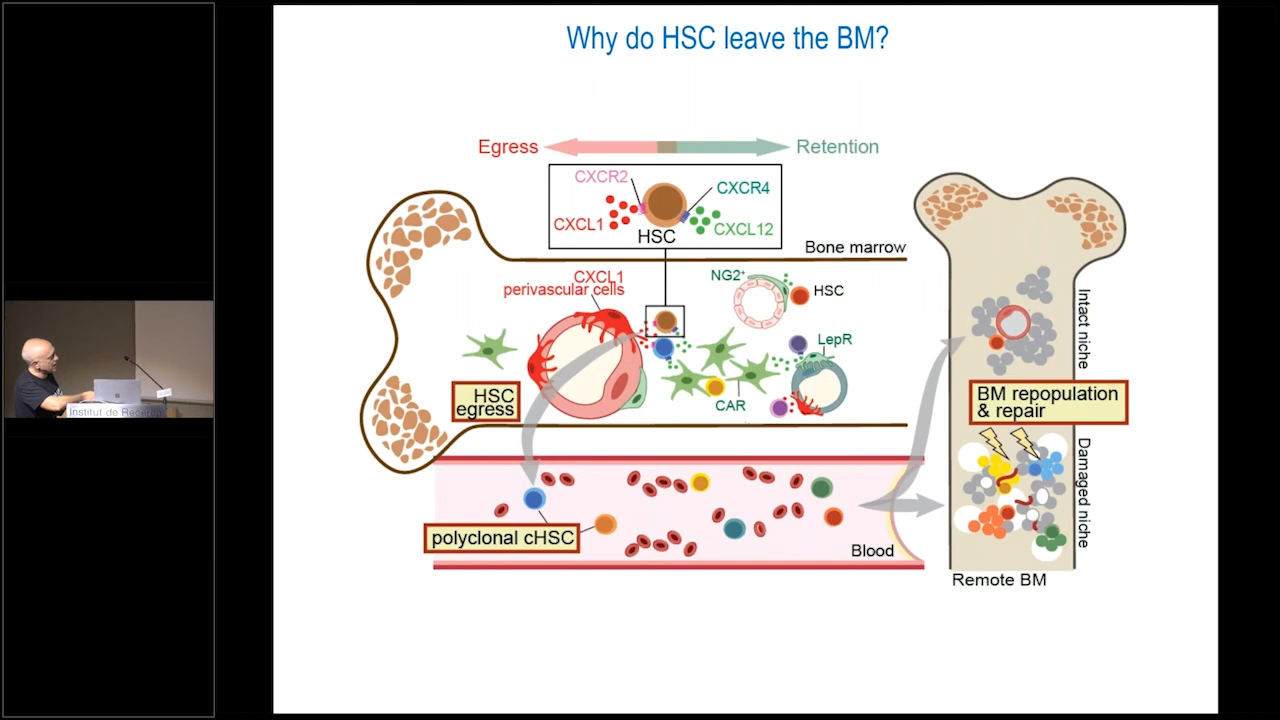 Why do HSC leave the BM?
Egress
Retention
CXCR2
CXCR4
CXCL1
CXCL12
HSC
Bone marrow
CXCL1
perivascular cells
NG2+
HSC
LepR
CAR
HSC
egress
Intact niche
BM repopulation
& repair
Damaged niche
polyclonal cHSC
Blood
Remote BM
Institut de Recerca